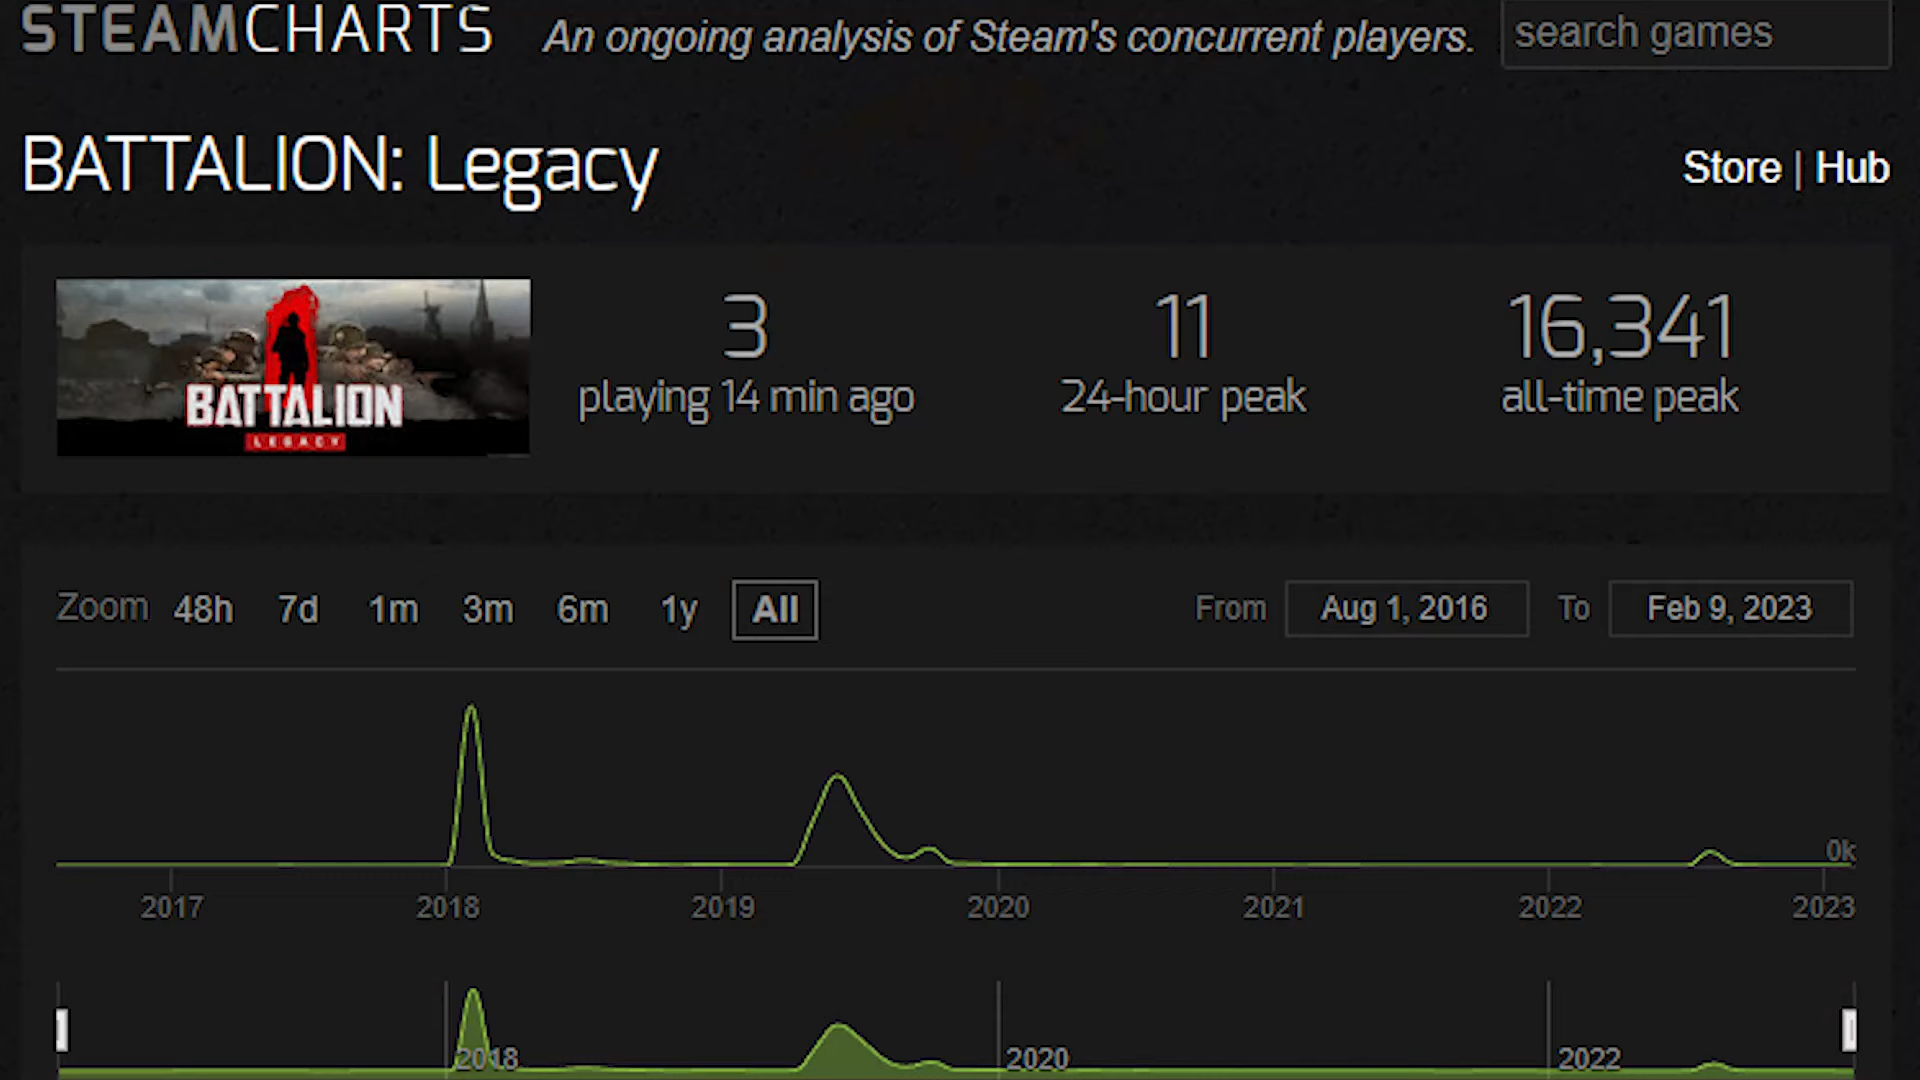 STEAMCHARTS An ongoing analysis of Steam's concurrent players. search games
BATTALION: Legacy Store | Hub
BATTALION
LEGACY
3 11 16,341
playing 14 min ago 24-hour peak all-time peak
Zoom 48h 7d 1m 3m 6m 1y All From Aug 1, 2016 To Feb 9, 2023
0k
2017 2018 2019 2020 2021 2022 2023
2018 2020 2022